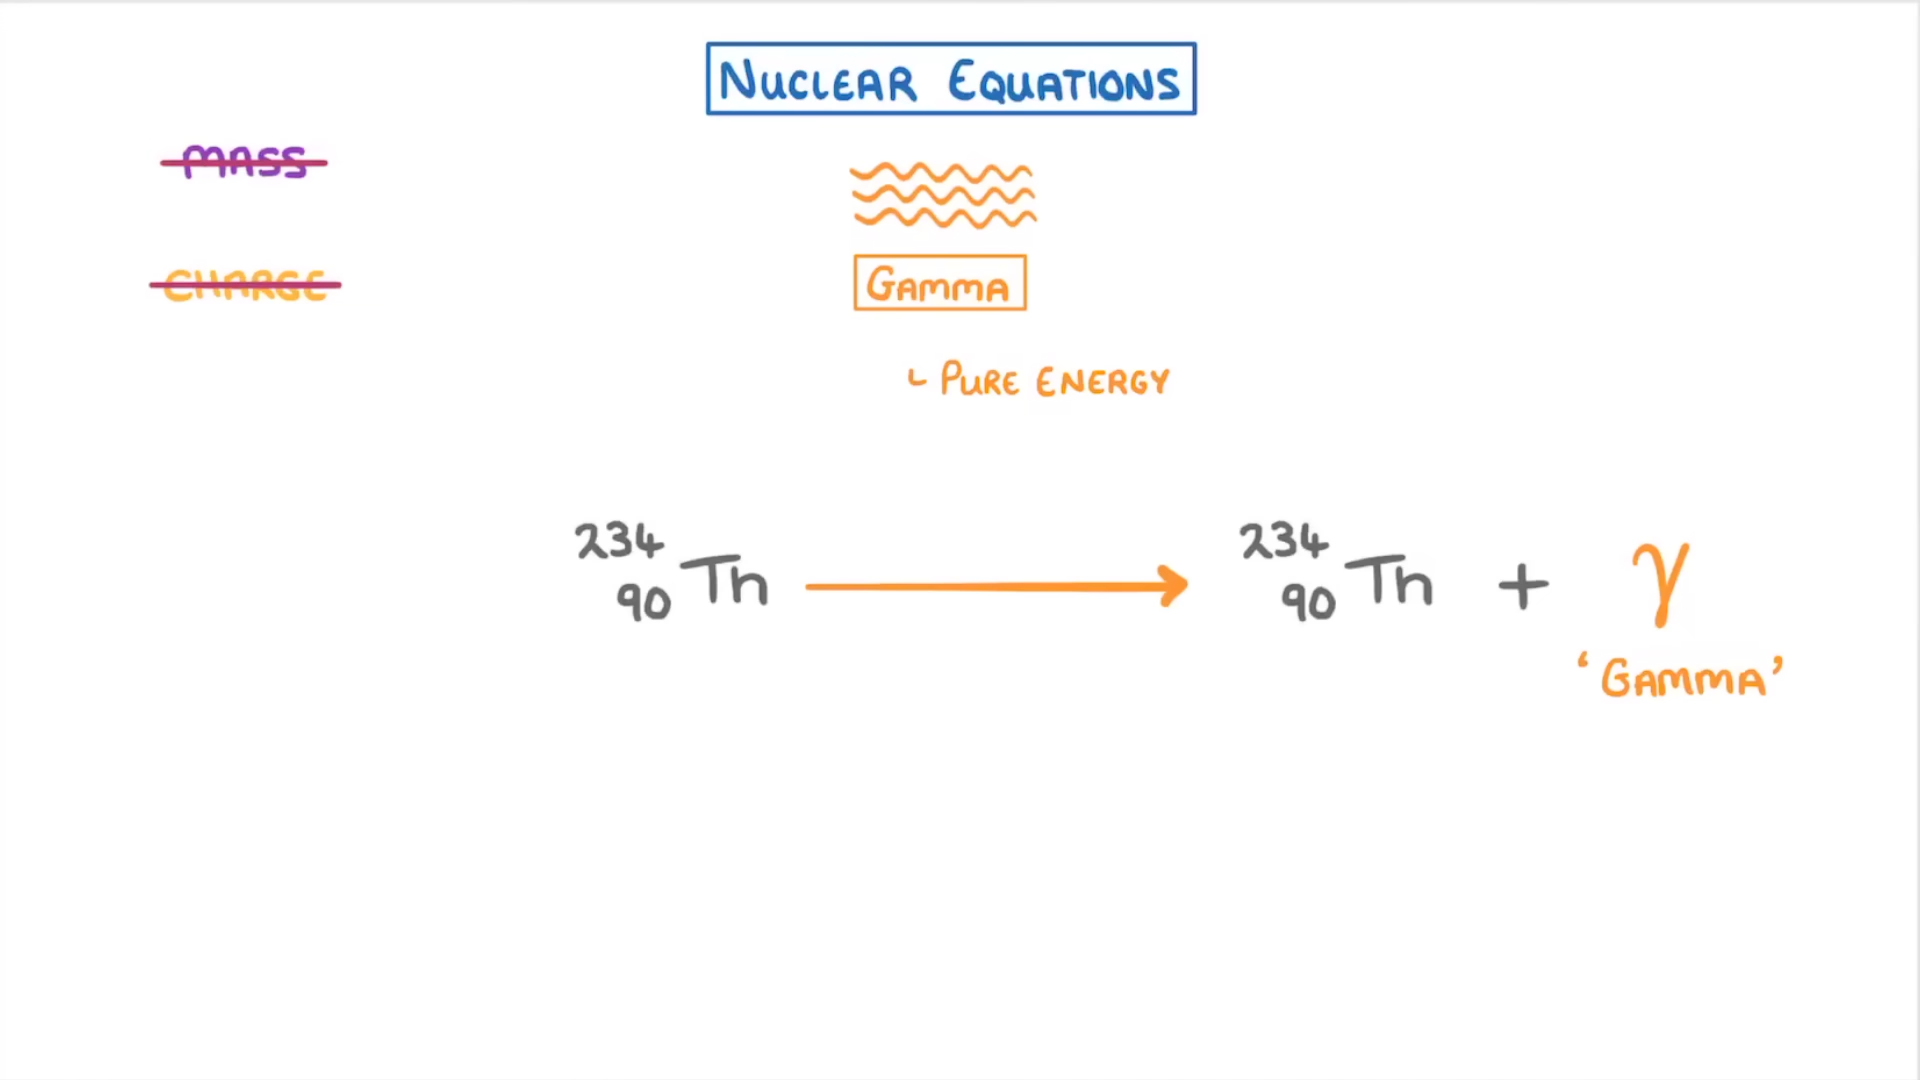 NUCLEAR EQUATIONS
MASS
CHARGE
GAMMA
PURE ENERGY
234 90 Th → 234 90 Th + γ
‘GAMMA’